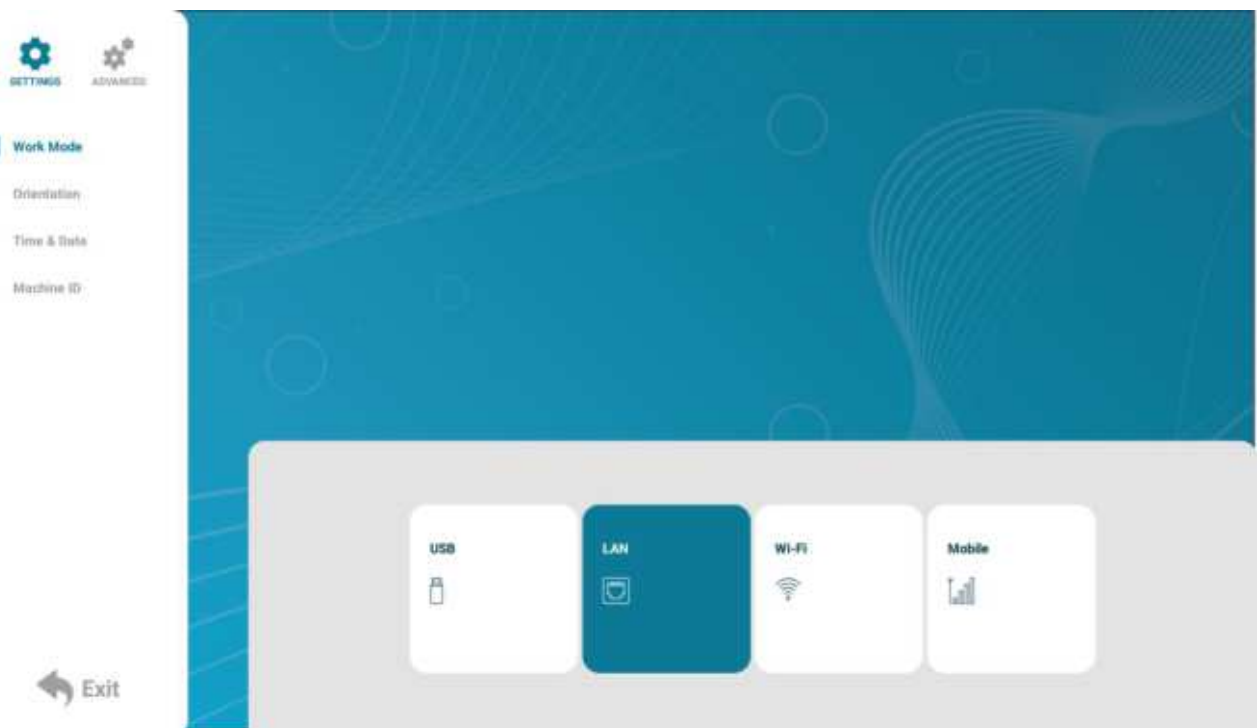 SETTINGS ADVANCED
Work Mode
Orientation
Time & Date
Machine ID
USB LAN Wi-Fi Mobile
Exit